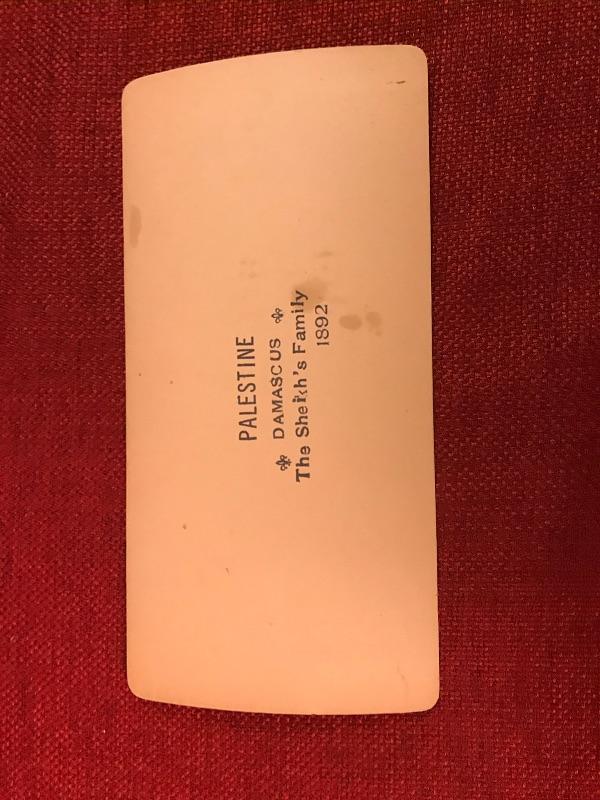 PALESTINE
DAMASCUS
The Sheikh's Family
1892